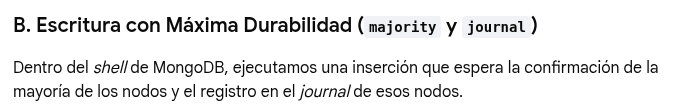 B. Escritura con Máxima Durabilidad (majority y journal)
Dentro del shell de MongoDB, ejecutamos una inserción que espera la confirmación de la
mayoría de los nodos y el registro en el journal de esos nodos.